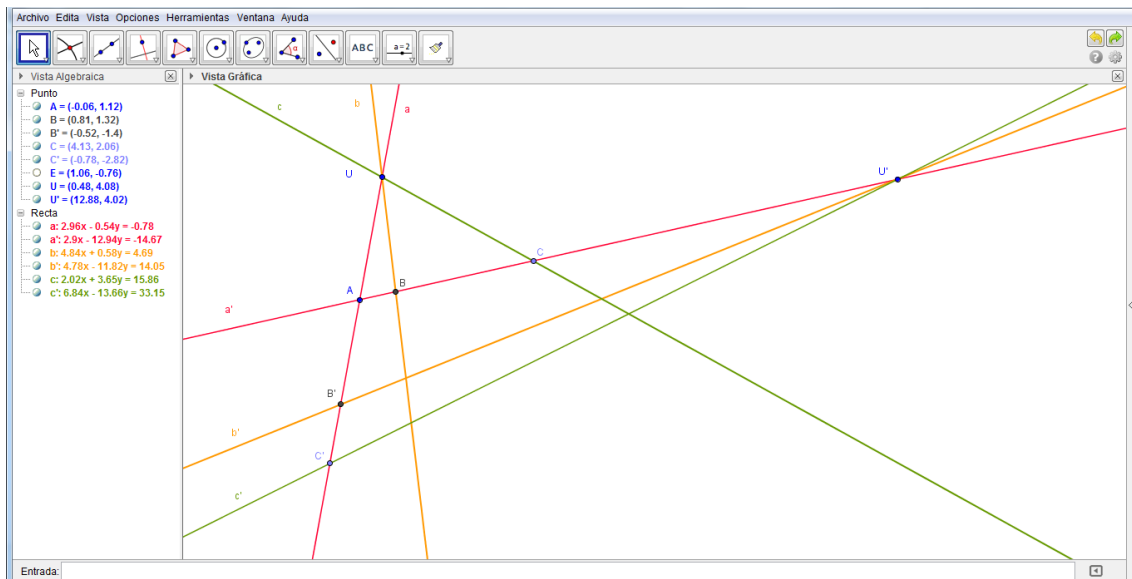 Archivo Edita Vista Opciones Herramientas Ventana Ayuda
ABC
a=2
Vista Algebraica
Punto
A = (-0.06, 1.12)
B = (0.81, 1.32)
B' = (-0.52, -1.4)
C = (4.13, 2.06)
C' = (-0.78, -2.82)
E = (1.06, -0.76)
U = (0.48, 4.08)
U' = (12.88, 4.02)
Recta
a: 2.96x - 0.54y = -0.78
a': 2.9x - 12.94y = -14.67
b: 4.84x + 0.58y = 4.69
b': 4.78x - 11.82y = 14.05
c: 2.02x + 3.65y = 15.86
c': 6.84x - 13.66y = 33.15
Vista Gráfica
b
c
a
U
U'
C
B
A
a'
B'
b'
C'
c'
Entrada: